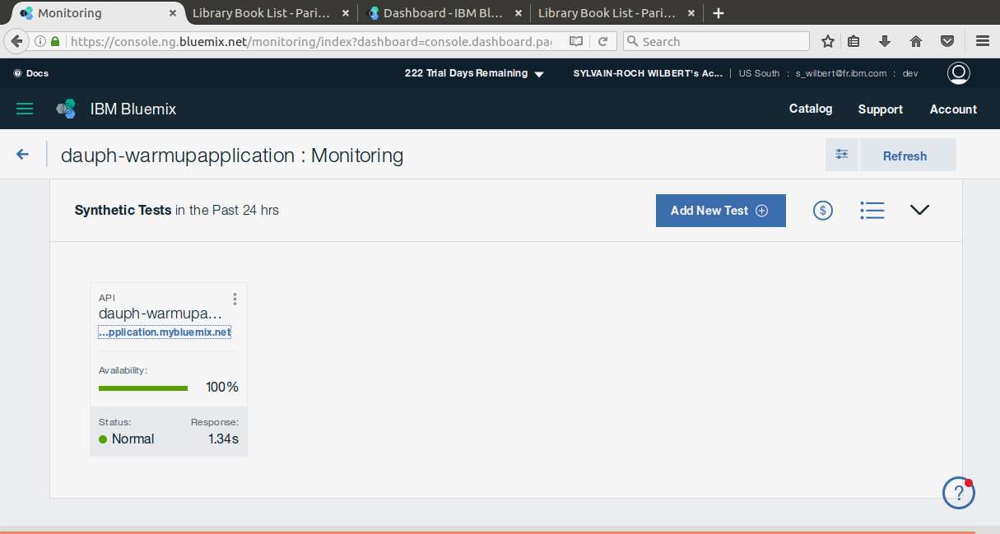 Monitoring × Library Book List - Pari... × Dashboard - IBM Bl... × Library Book List - Pari... × +
https://console.ng.bluemix.net/monitoring/index?dashboard=console.dashboard.pa Search
Docs 222 Trial Days Remaining SYLVAIN-ROCH WILBERT's Ac... | US South : s_wilbert@fr.ibm.com : dev
IBM Bluemix Catalog Support Account
dauph-warmupapplication : Monitoring Refresh
Synthetic Tests in the Past 24 hrs Add New Test $
API
dauph-warmupa...
...pplication.mybluemix.net
Availability:
100%
Status: Response:
Normal 1.34s
?